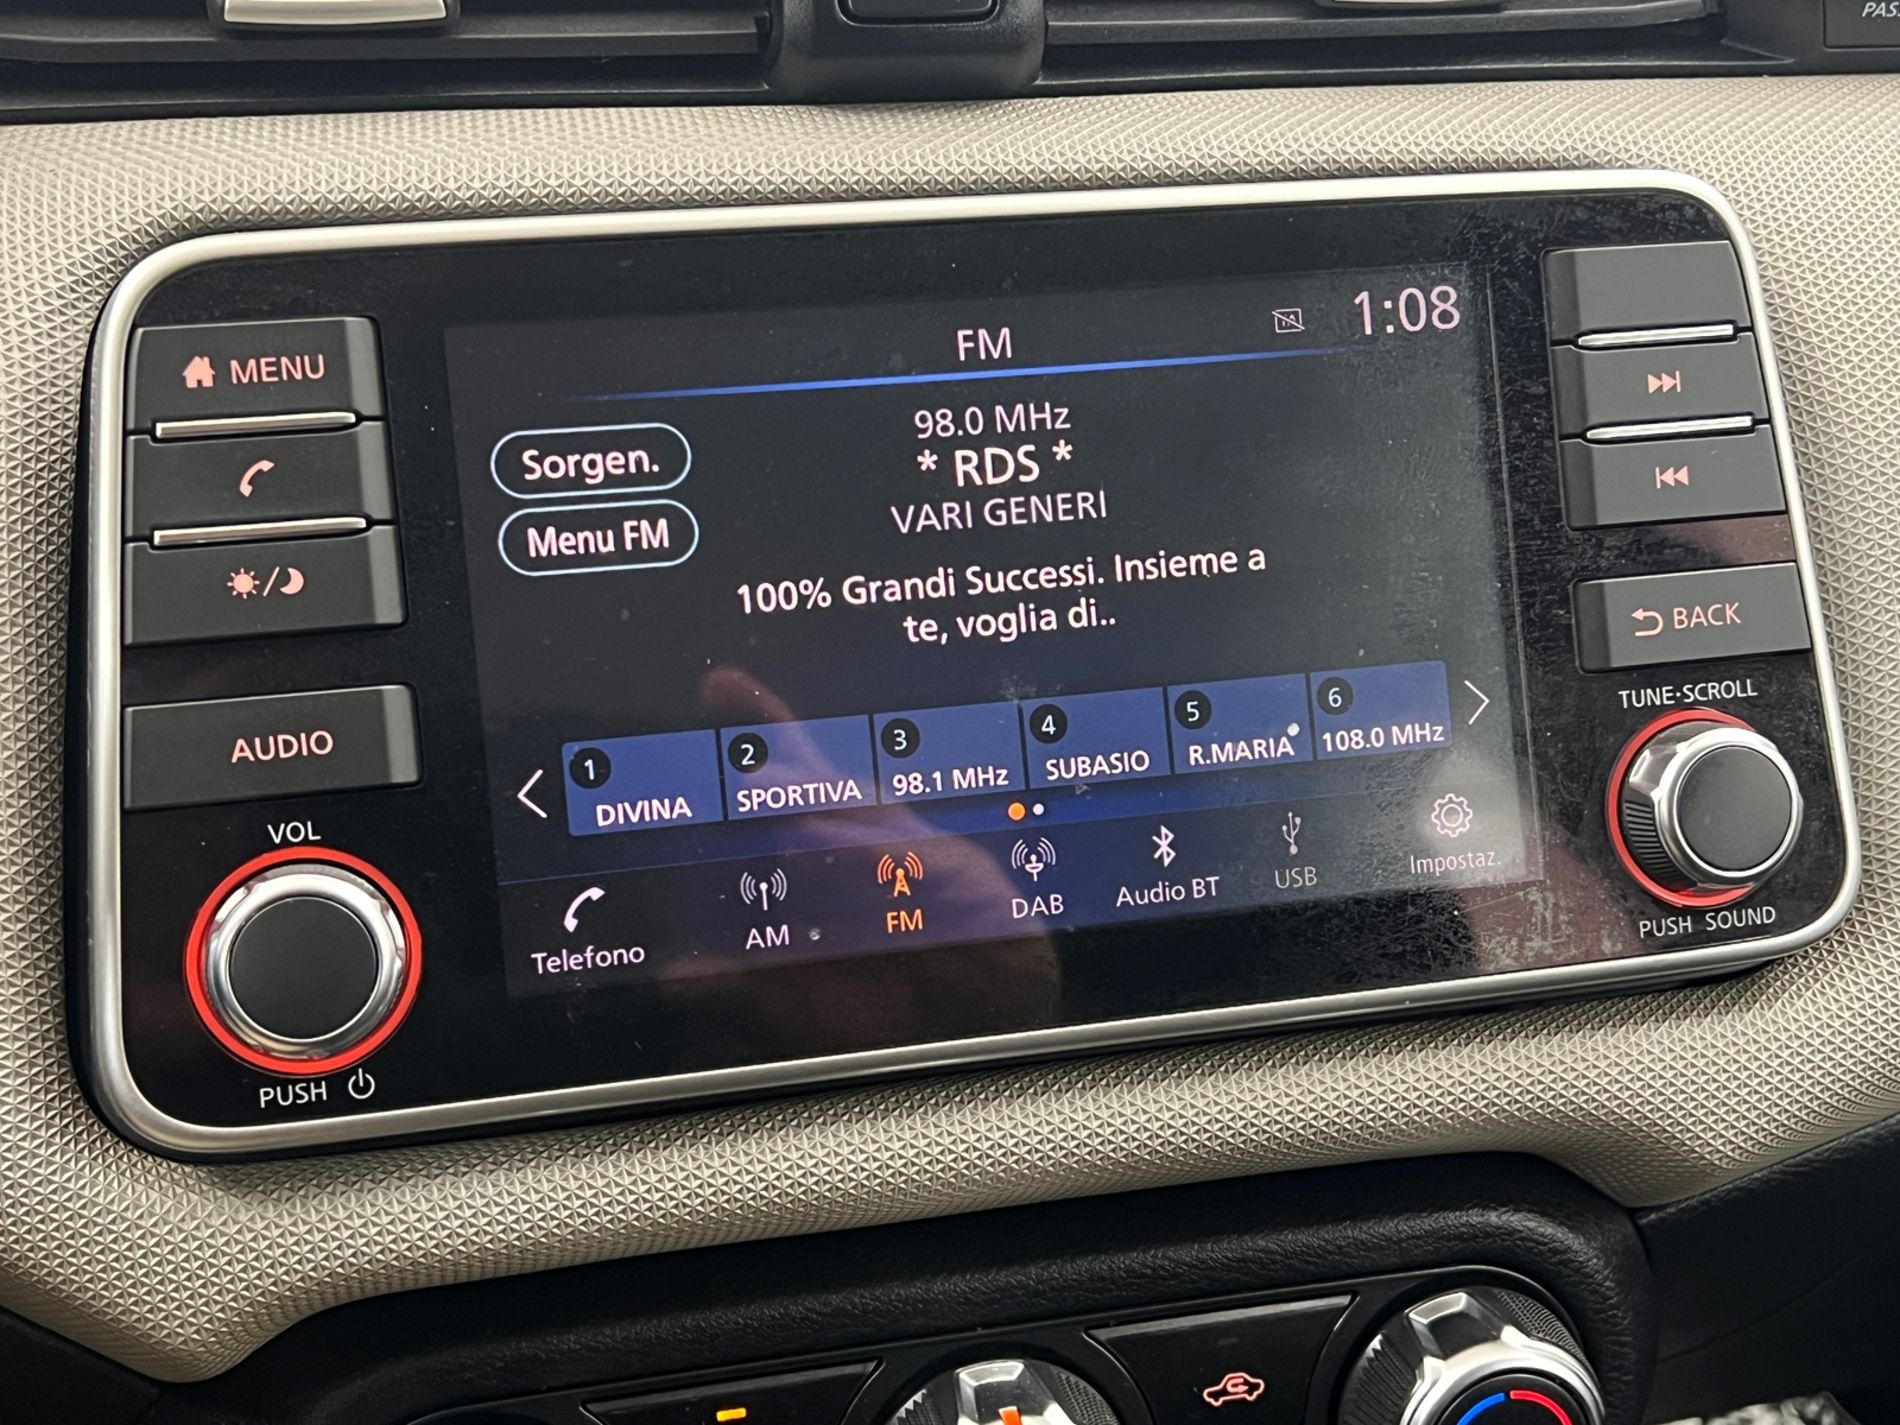 PAS
MENU
AUDIO
VOL
PUSH
FM
1:08
98.0 MHz
* RDS *
VARI GENERI
Sorgen.
Menu FM
100% Grandi Successi. Insieme a
te, voglia di..
1 DIVINA
2 SPORTIVA
3 98.1 MHz
4 SUBASIO
5 R.MARIA
6 108.0 MHz
Telefono
AM
FM
DAB
Audio BT
USB
Impostaz.
BACK
TUNE·SCROLL
PUSH SOUND